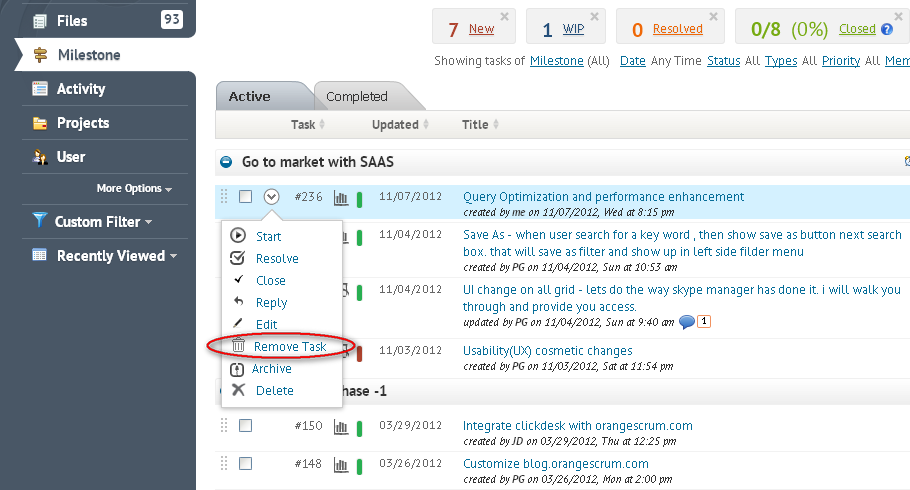 Files 93
Milestone
Activity
Projects
User
More Options
Custom Filter
Recently Viewed
7 New
1 WIP
0 Resolved
0/8 (0%) Closed ?
Showing tasks of Milestone (All) Date Any Time Status All Types All Priority All Mem
Active Completed
Task Updated Title
Go to market with SAAS
#236 11/07/2012 Query Optimization and performance enhancement
created by me on 11/07/2012, Wed at 8:15 pm
Start
Resolve
Close
Reply
Edit
Remove Task
Archive
Delete
11/04/2012 Save As - when user search for a key word , then show save as button next search
box. that will save as filter and show up in left side filder menu
created by PG on 11/04/2012, Sun at 10:53 am
11/04/2012 UI change on all grid - lets do the way skype manager has done it. i will walk you
through and provide you access.
updated by PG on 11/04/2012, Sun at 9:40 am 1
11/03/2012 Usability(UX) cosmetic changes
created by PG on 11/03/2012, Sat at 11:54 pm
hase -1
#150 03/29/2012 Integrate clickdesk with orangescrum.com
created by JD on 03/29/2012, Thu at 12:25 pm
#148 03/26/2012 Customize blog.orangescrum.com
created by PG on 03/26/2012, Mon at 2:00 pm